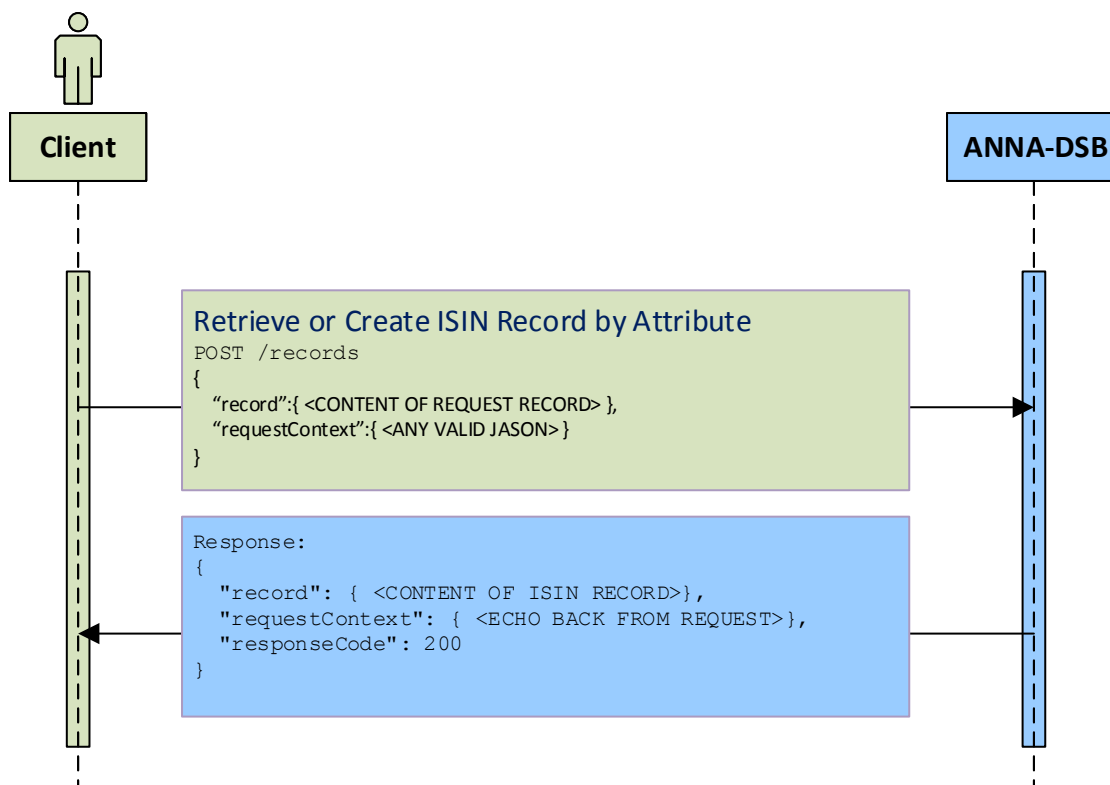 Client
ANNA-DSB
Retrieve or Create ISIN Record by Attribute
POST /records
{
“record”:{ <CONTENT OF REQUEST RECORD> },
“requestContext”:{ <ANY VALID JASON> }
}
Response:
{
"record": { <CONTENT OF ISIN RECORD>},
"requestContext": { <ECHO BACK FROM REQUEST>},
"responseCode": 200
}